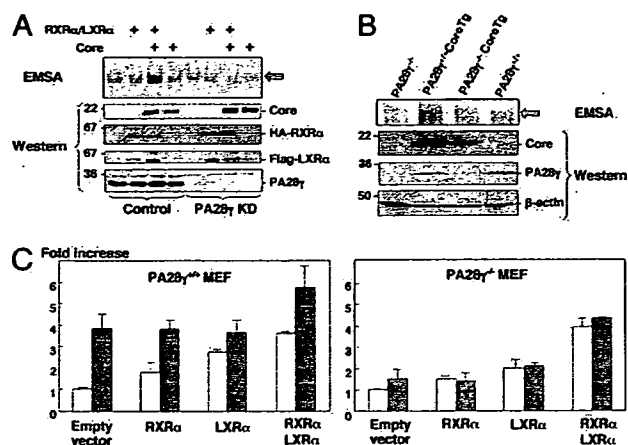 A
RXRα/LXRα + + + +
Core + + + +
EMSA
Western
22
67
67
36
Core
HA-RXRα
Flag-LXRα
PA28γ
Control PA28γ KD
B
PA28γ-/-
PA28γ+/+CoreTg
PA28γ-/-CoreTg
PA28γ+/+
EMSA
22
36
50
Core
PA28γ
β-actin
Western
C
Fold Increase
PA28γ+/+ MEF
6
5
4
3
2
1
0
Empty vector
RXRα
LXRα
RXRα LXRα
PA28γ-/- MEF
6
5
4
3
2
1
0
Empty vector
RXRα
LXRα
RXRα LXRα